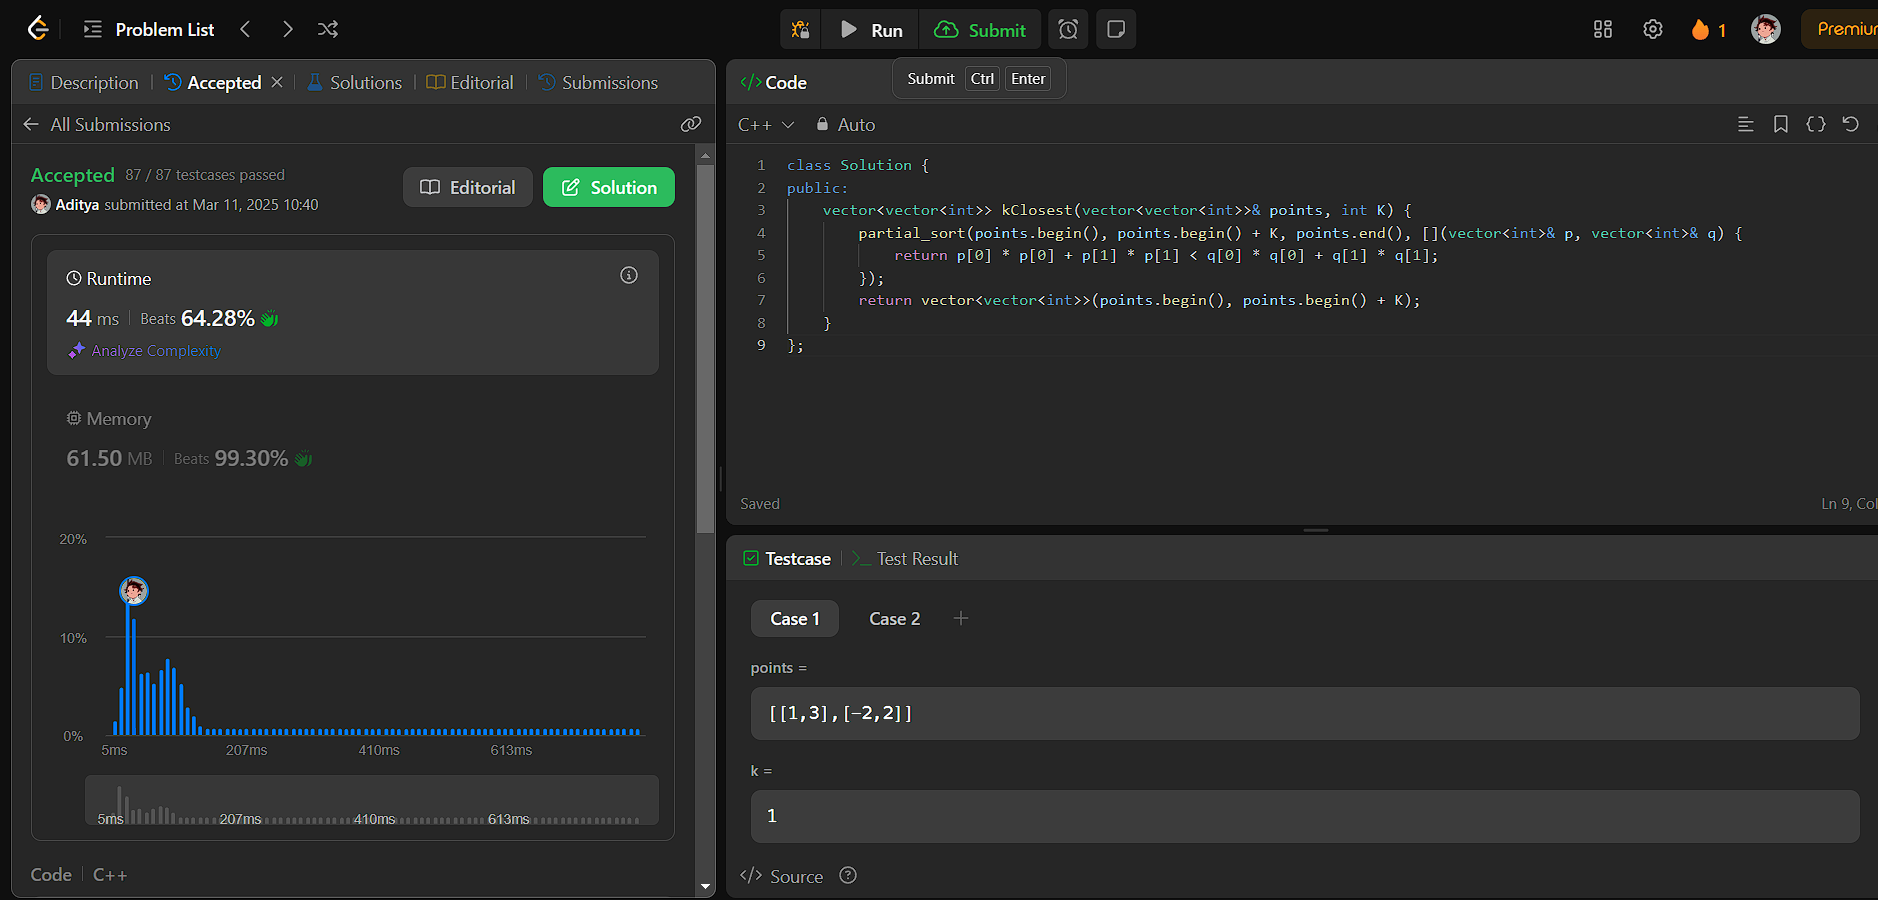 Problem List
Run
Submit
1
Premiu
Description
Accepted
Solutions
Editorial
Submissions
All Submissions
Accepted 87 / 87 testcases passed
Aditya submitted at Mar 11, 2025 10:40
Editorial
Solution
Runtime
44 ms Beats 64.28%
Analyze Complexity
Memory
61.50 MB Beats 99.30%
20%
10%
0%
5ms 207ms 410ms 613ms
5ms 207ms 410ms 613ms
Code C++
</> Code
Submit Ctrl Enter
C++ Auto
1 class Solution {
2 public:
3 vector<vector<int>> kClosest(vector<vector<int>>& points, int K) {
4 partial_sort(points.begin(), points.begin() + K, points.end(), [](vector<int>& p, vector<int>& q) {
5 return p[0] * p[0] + p[1] * p[1] < q[0] * q[0] + q[1] * q[1];
6 });
7 return vector<vector<int>>(points.begin(), points.begin() + K);
8 }
9 };
Saved
Ln 9, Col
Testcase
Test Result
Case 1
Case 2
points =
[[1,3],[-2,2]]
k =
1
</> Source